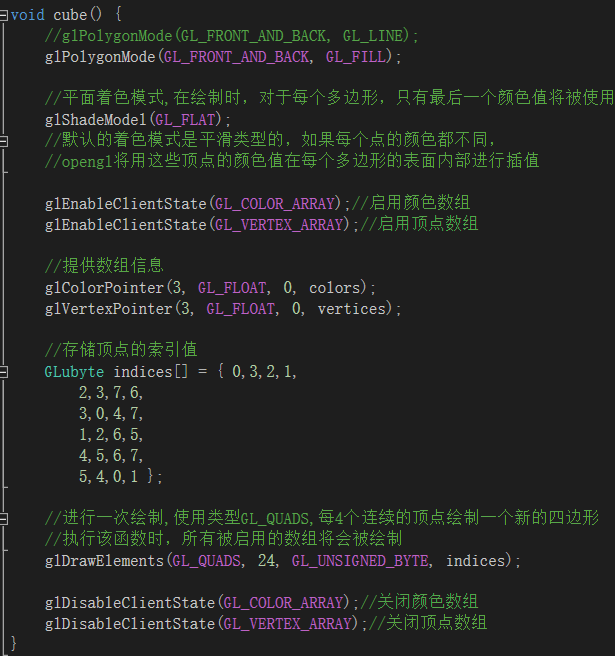 void cube() {
//glPolygonMode(GL_FRONT_AND_BACK, GL_LINE);
glPolygonMode(GL_FRONT_AND_BACK, GL_FILL);
//平面着色模式,在绘制时，对于每个多边形，只有最后一个颜色值将被使用
glShadeModel(GL_FLAT);
//默认的着色模式是平滑类型的，如果每个点的颜色都不同，
//opengl将用这些顶点的颜色值在每个多边形的表面内部进行插值
glEnableClientState(GL_COLOR_ARRAY);//启用颜色数组
glEnableClientState(GL_VERTEX_ARRAY);//启用顶点数组
//提供数组信息
glColorPointer(3, GL_FLOAT, 0, colors);
glVertexPointer(3, GL_FLOAT, 0, vertices);
//存储顶点的索引值
GLubyte indices[] = { 0,3,2,1,
2,3,7,6,
3,0,4,7,
1,2,6,5,
4,5,6,7,
5,4,0,1 };
//进行一次绘制,使用类型GL_QUADS,每4个连续的顶点绘制一个新的四边形
//执行该函数时，所有被启用的数组将会被绘制
glDrawElements(GL_QUADS, 24, GL_UNSIGNED_BYTE, indices);
glDisableClientState(GL_COLOR_ARRAY);//关闭颜色数组
glDisableClientState(GL_VERTEX_ARRAY);//关闭顶点数组
}